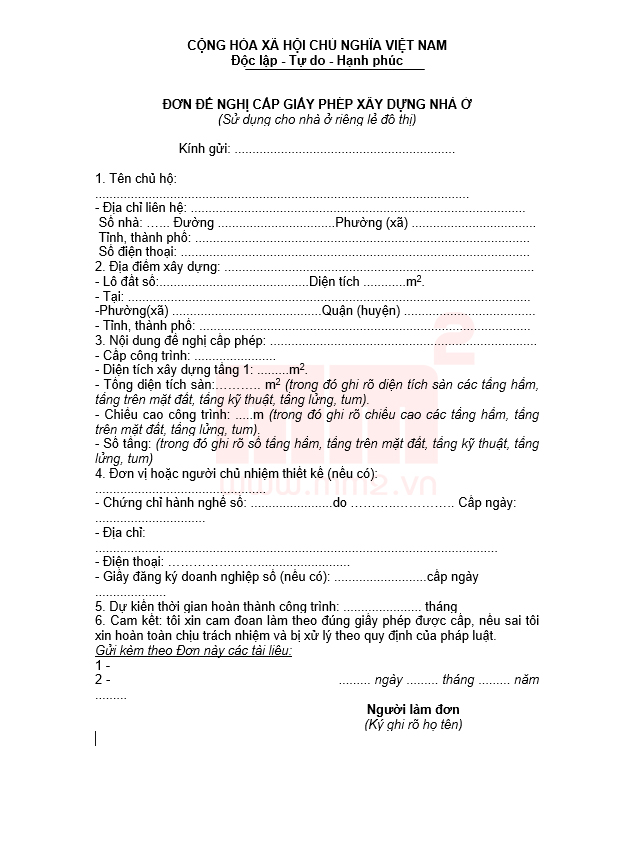 CỘNG HÒA XÃ HỘI CHỦ NGHĨA VIỆT NAM
Độc lập - Tự do - Hạnh phúc
ĐƠN ĐỀ NGHỊ CẤP GIẤY PHÉP XÂY DỰNG NHÀ Ở
(Sử dụng cho nhà ở riêng lẻ đô thị)
Kính gửi: ..............................................................
1. Tên chủ hộ:
.........................................................................................................
- Địa chỉ liên hệ: ..............................................................................................
Số nhà: …... Đường .................................Phường (xã) ...................................
Tỉnh, thành phố: ..............................................................................................
Số điện thoại: ..................................................................................................
2. Địa điểm xây dựng: .......................................................................................
- Lô đất số:..........................................Diện tích ............m².
- Tại: .................................................................................................................
-Phường(xã) ..........................................Quận (huyện) .....................................
- Tỉnh, thành phố: .............................................................................................
3. Nội dung đề nghị cấp phép: ...........................................................................
- Cấp công trình: .......................
- Diện tích xây dựng tầng 1: .........m².
- Tổng diện tích sàn:……….. m² (trong đó ghi rõ diện tích sàn các tầng hầm,
tầng trên mặt đất, tầng kỹ thuật, tầng lửng, tum).
- Chiều cao công trình: .....m (trong đó ghi rõ chiều cao các tầng hầm, tầng
trên mặt đất, tầng lửng, tum).
- Số tầng: (trong đó ghi rõ số tầng hầm, tầng trên mặt đất, tầng kỹ thuật, tầng
lửng, tum)
4. Đơn vị hoặc người chủ nhiệm thiết kế (nếu có):
................................................
- Chứng chỉ hành nghề số: .......................do ………..………….. Cấp ngày:
...............................
- Địa chỉ:
.................................................................................................................
- Điện thoại: …………………...........................
- Giấy đăng ký doanh nghiệp số (nếu có): ..........................cấp ngày
....................
5. Dự kiến thời gian hoàn thành công trình: ...................... tháng
6. Cam kết: tôi xin cam đoan làm theo đúng giấy phép được cấp, nếu sai tôi
xin hoàn toàn chịu trách nhiệm và bị xử lý theo quy định của pháp luật.
Gửi kèm theo Đơn này các tài liệu:
1 -
2 - ......... ngày ......... tháng ......... năm
.........
Người làm đơn
(Ký ghi rõ họ tên)
mm2
www.mm2.vn